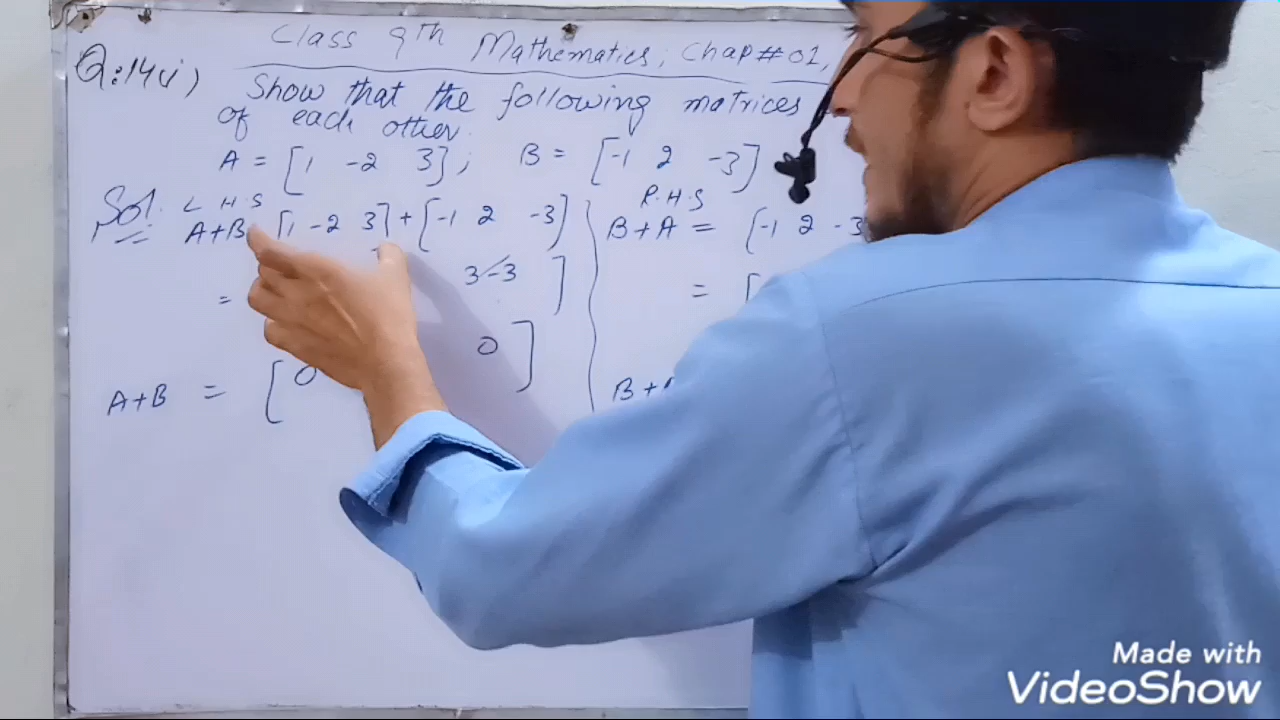 Class 9th Mathematics, Chap# 01,
Q:14(i)
Show that the following matrices
of each other.
A = [1 -2 3]; B = [-1 2 -3]
Sol: L.H.S
A+B [1 -2 3] + [-1 2 -3]
= 3-3 ]
0 ]
A+B = [ 0
R.H.S
B+A = [-1 2 -3
= [
B+
Made with
VideoShow